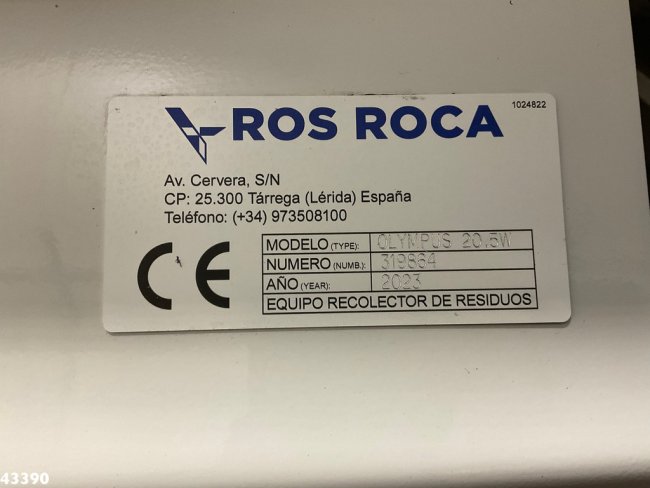 1024822
ROS ROCA
Av. Cervera, S/N
CP: 25.300 Tárrega (Lérida) España
Teléfono: (+34) 973508100
CE
MODELO (TYPE): OLYMPUS 20.5W
NUMERO (NUMB.): 319864
AÑO (YEAR): 2023
EQUIPO RECOLECTOR DE RESIDUOS
43390